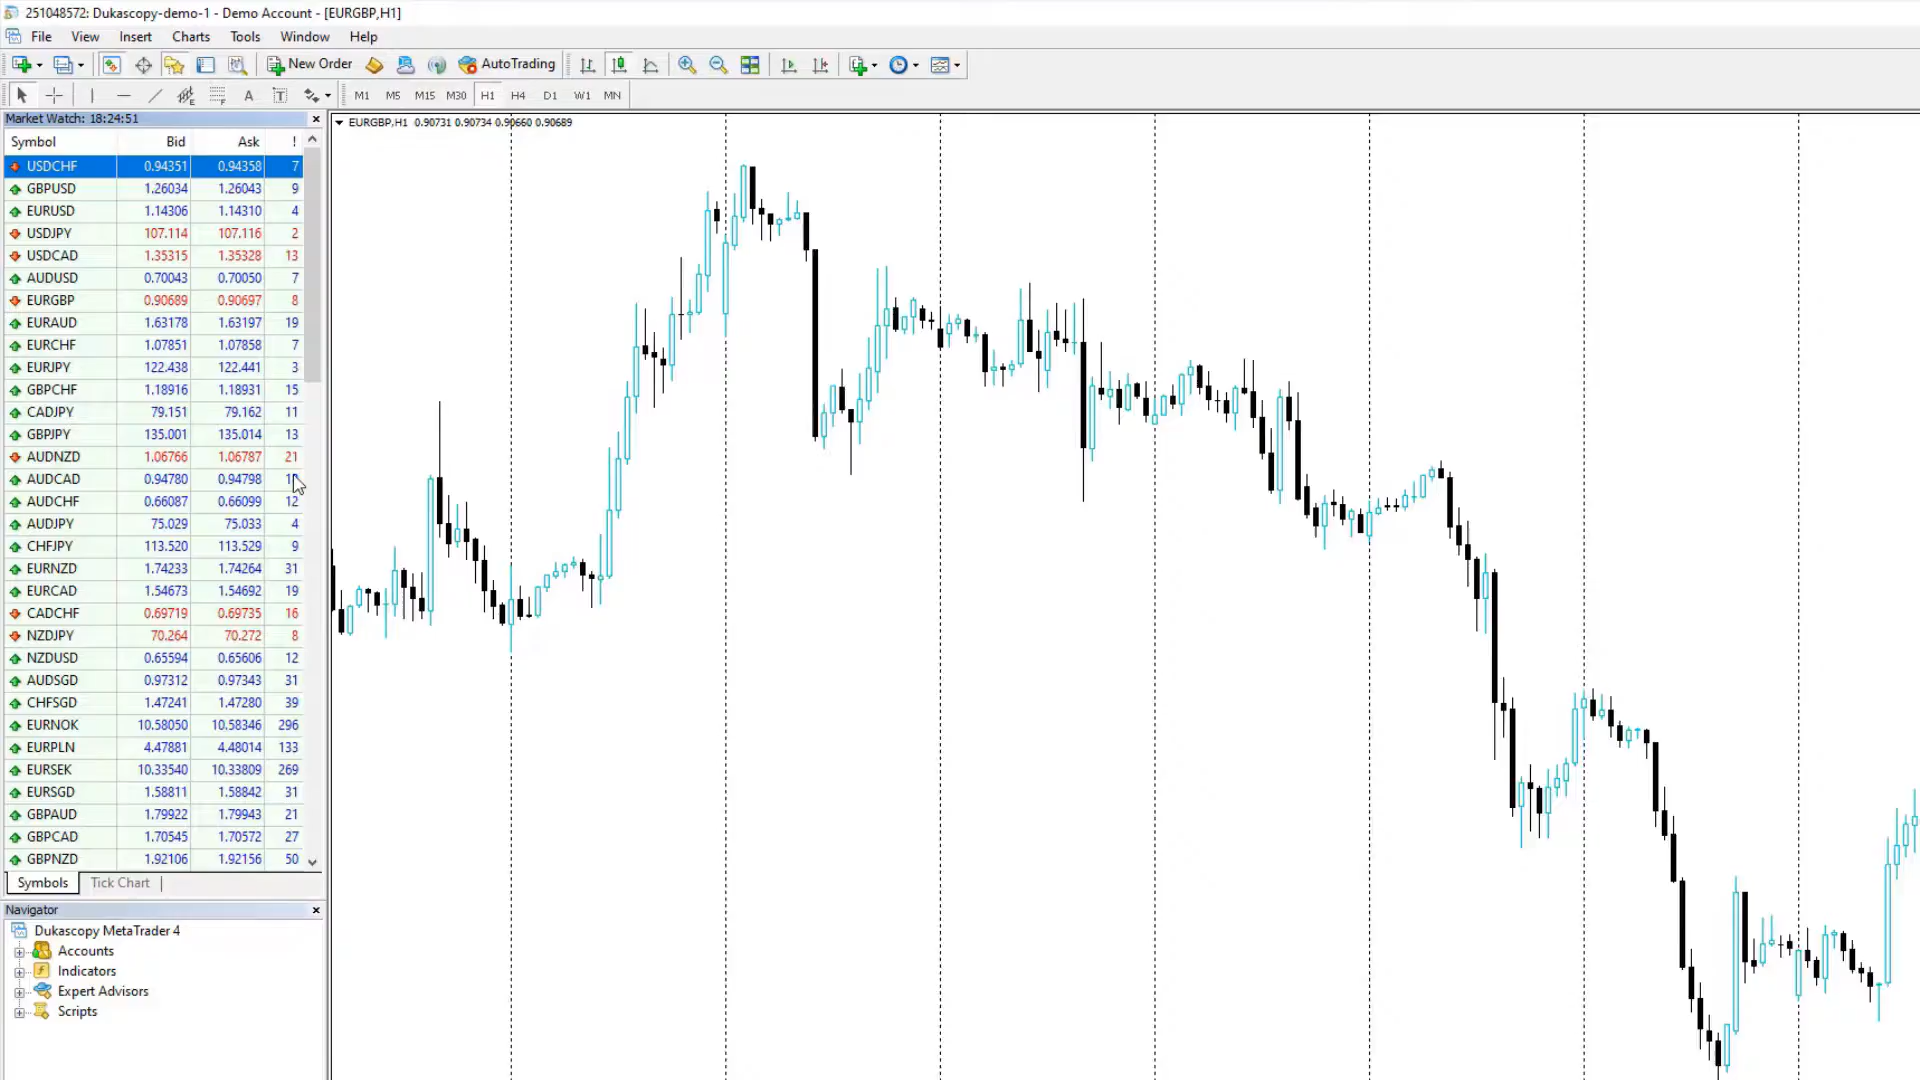 251048572: Dukascopy-demo-1 - Demo Account - [EURGBP,H1]
File View Insert Charts Tools Window Help
New Order AutoTrading
A T M1 M5 M15 M30 H1 H4 D1 W1 MN
Market Watch: 18:24:51
EURGBP,H1 0.90731 0.90734 0.90660 0.90689
Symbol Bid Ask !
USDCHF 0.94351 0.94358 7
GBPUSD 1.26034 1.26043 9
EURUSD 1.14306 1.14310 4
USDJPY 107.114 107.116 2
USDCAD 1.35315 1.35328 13
AUDUSD 0.70043 0.70050 7
EURGBP 0.90689 0.90697 8
EURAUD 1.63178 1.63197 19
EURCHF 1.07851 1.07858 7
EURJPY 122.438 122.441 3
GBPCHF 1.18916 1.18931 15
CADJPY 79.151 79.162 11
GBPJPY 135.001 135.014 13
AUDNZD 1.06766 1.06787 21
AUDCAD 0.94780 0.94798
AUDCHF 0.66087 0.66099 12
AUDJPY 75.029 75.033 4
CHFJPY 113.520 113.529 9
EURNZD 1.74233 1.74264 31
EURCAD 1.54673 1.54692 19
CADCHF 0.69719 0.69735 16
NZDJPY 70.264 70.272 8
NZDUSD 0.65594 0.65606 12
AUDSGD 0.97312 0.97343 31
CHFSGD 1.47241 1.47280 39
EURNOK 10.58050 10.58346 296
EURPLN 4.47881 4.48014 133
EURSEK 10.33540 10.33809 269
EURSGD 1.58811 1.58842 31
GBPAUD 1.79922 1.79943 21
GBPCAD 1.70545 1.70572 27
GBPNZD 1.92106 1.92156 50
Symbols Tick Chart
Navigator
Dukascopy MetaTrader 4
Accounts
Indicators
Expert Advisors
Scripts